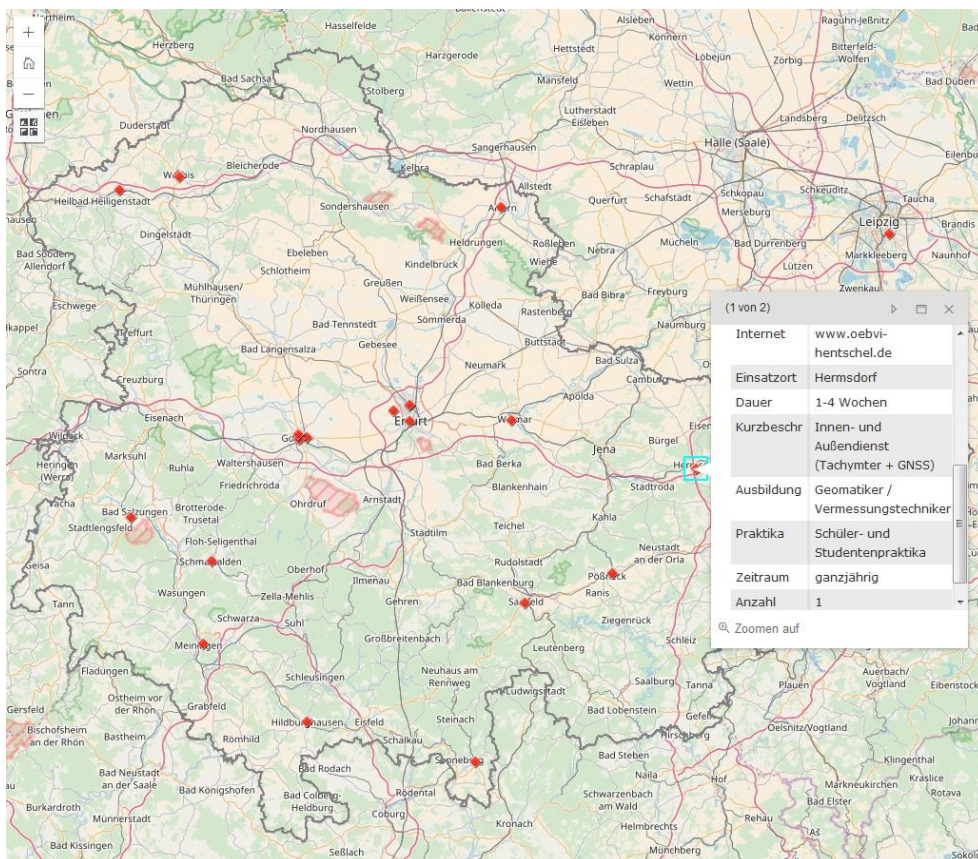 Northeim
Herzberg
Hasselfelde
Ballenstedt
Harzgerode
Hettstedt
Alsleben
Könnern
Löbejün
Zörbig
Raguhn-Jeßnitz
Bitterfeld-
Wolfen
Bad Düben
Bad Sachsa
Stolberg
Mansfeld
Wettin
Landsberg
Delitzsch
Duderstadt
Nordhausen
Lutherstadt
Eisleben
Halle (Saale)
Sangerhausen
Schraplau
Bleicherode
Kelbra
Allstedt
Querfurt
Schafstädt
Schkopau
Schkeuditz
Taucha
Heilbad Heiligenstadt
Sondershausen
Merseburg
Leipzig
Brandis
Dingelstädt
Heldrungen
Roßleben
Nebra
Mücheln
Bad Dürrenberg
Markkleeberg
Naunhof
Bad Sooden-
Allendorf
Ebeleben
Kindelbrück
Wiehe
Lützen
Schlotheim
Greußen
Bad Bibra
Freyburg
Zwenkau
Mühlhausen/
Thüringen
Weißensee
Kölleda
Rastenberg
Eschwege
Sömmerda
Naumburg
Treffurt
Bad Tennstedt
Gebesee
Buttstädt
Bad Langensalza
Neumark
Bad Sulza
Sontra
Creuzburg
Apolda
Eisenach
Erfurt
Bürgel
Marksuhl
Ruhla
Waltershausen
Bad Berka
Jena
Heringen
(Werra)
Friedrichroda
Blankenhain
Stadtroda
Ohrdruf
Arnstadt
Bad Salzungen
Brotterode-
Trusetal
Kahla
Stadtlengsfeld
Stadtilm
Teichel
Floh-Seligenthal
Geisa
Oberhof
Rudolstadt
Neustadt
an der Orla
Ilmenau
Bad Blankenburg
Tann
Wasungen
Zella-Mehlis
Gehren
Ranis
Schwarza
Suhl
Ziegenrück
Großbreitenbach
Schleiz
Leutenberg
Fladungen
Schleusingen
Neuhaus am
Rennweg
Saalburg
Tanna
Plauen
Auerbach/
Vogtland
Eibenstock
Ostheim vor
der Rhön
Grabfeld
Ludwigsstadt
Gersfeld
Bad Lobenstein
Gefell
Bischofsheim
an der Rhön
Bastheim
Römhild
Hildburghausen
Eisfeld
Steinach
Oelsnitz/Vogtland
Schalkau
Hirschberg
Sonneberg
Bad Steben
Klingenthal
Bad Neustadt
an der Saale
Bad Königshofen
Bad Rodach
Rödental
Naila
Hof
Markneukirchen
Kraslice
Rotava
Bad Colberg-
Heldburg
Schwarzenbach
am Wald
Burkardroth
Münnerstadt
Coburg
Rehau
Bad Elster
Kronach
Helmbrechts
Aš
Bad Kissingen
Seßlach
Münchberg
(1 von 2)
Internet www.oebvi-
hentschel.de
Einsatzort Hermsdorf
Dauer 1-4 Wochen
Kurzbeschr Innen- und
Außendienst
(Tachymter + GNSS)
Ausbildung Geomatiker /
Vermessungstechniker
Praktika Schüler- und
Studentenpraktika
Zeitraum ganzjährig
Anzahl 1
Zoomen auf